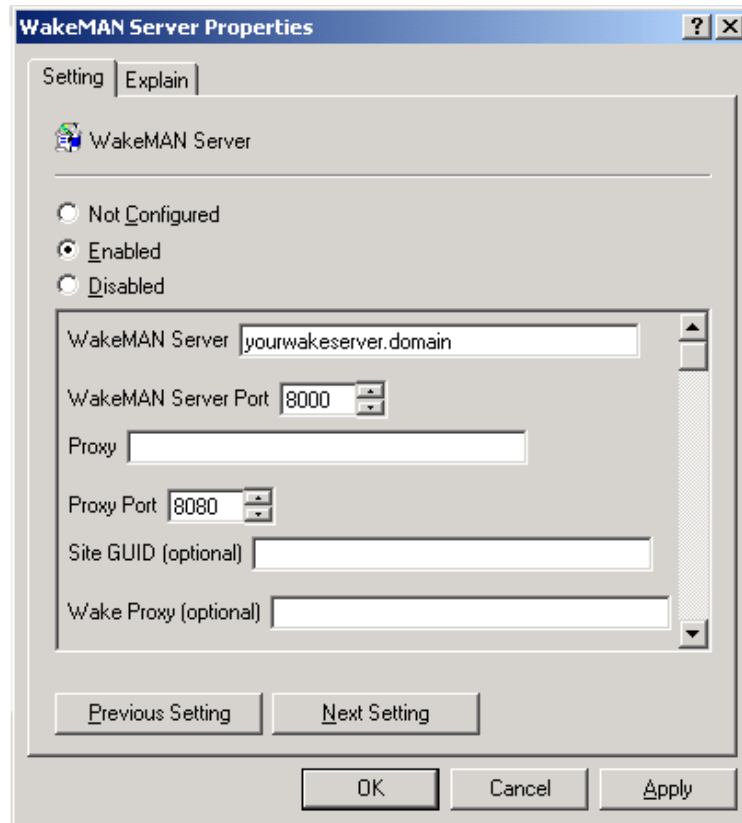 WakeMAN Server Properties
Setting Explain
WakeMAN Server
Not Configured
Enabled
Disabled
WakeMAN Server yourwakeserver.domain
WakeMAN Server Port 8000
Proxy
Proxy Port 8080
Site GUID (optional)
Wake Proxy (optional)
Previous Setting Next Setting
OK Cancel Apply